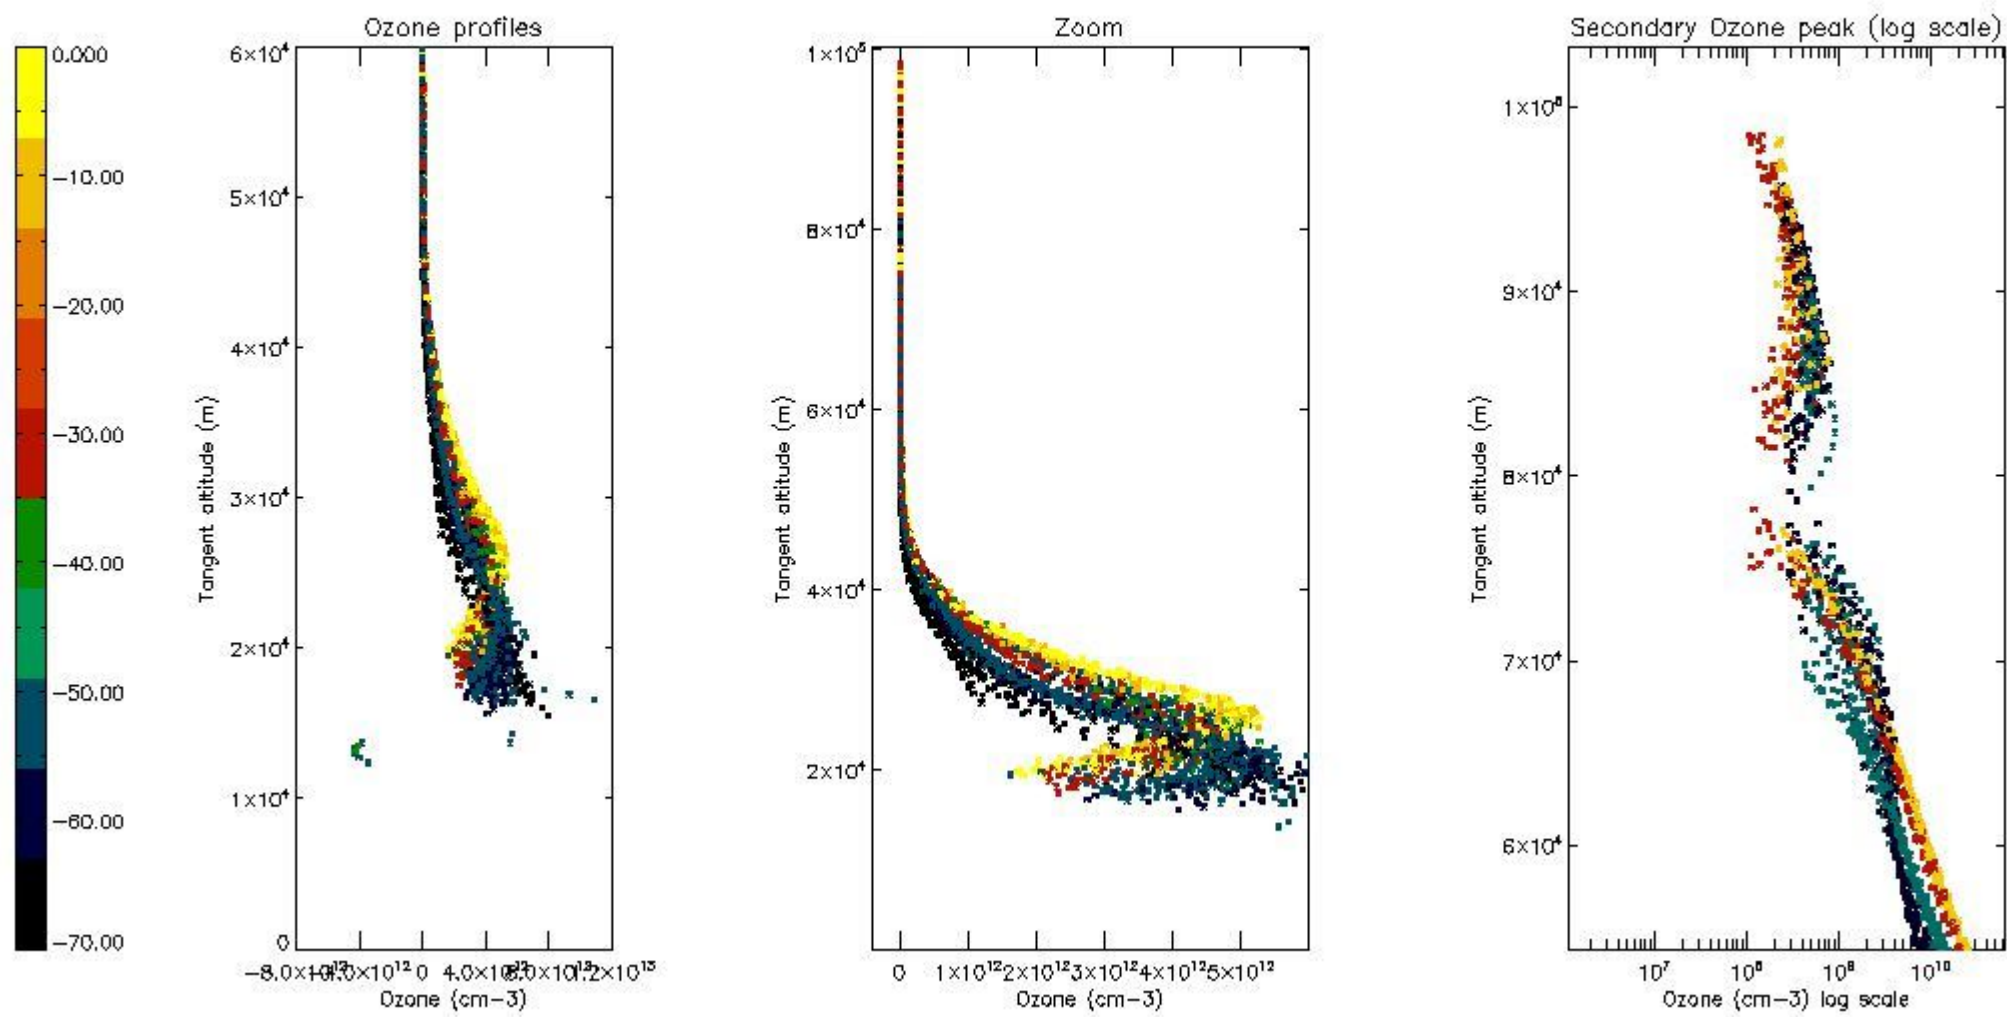 Ozone profiles
Zoom
Secondary Ozone peak (log scale)
0.000
-10.00
-20.00
-30.00
-40.00
-50.00
-60.00
-70.00
6×10⁴
5×10⁴
4×10⁴
3×10⁴
2×10⁴
1×10⁴
0
Tangent altitude (m)
0
Ozone (cm-3)
1×10⁵
8×10⁴
6×10⁴
4×10⁴
2×10⁴
Tangent altitude (m)
0 1×10¹² 2×10¹² 3×10¹² 4×10¹² 5×10¹²
Ozone (cm-3)
9×10⁴
8×10⁴
7×10⁴
6×10⁴
Tangent altitude (m)
10⁷ 10⁸ 10⁹ 10¹⁰
Ozone (cm-3) log scale